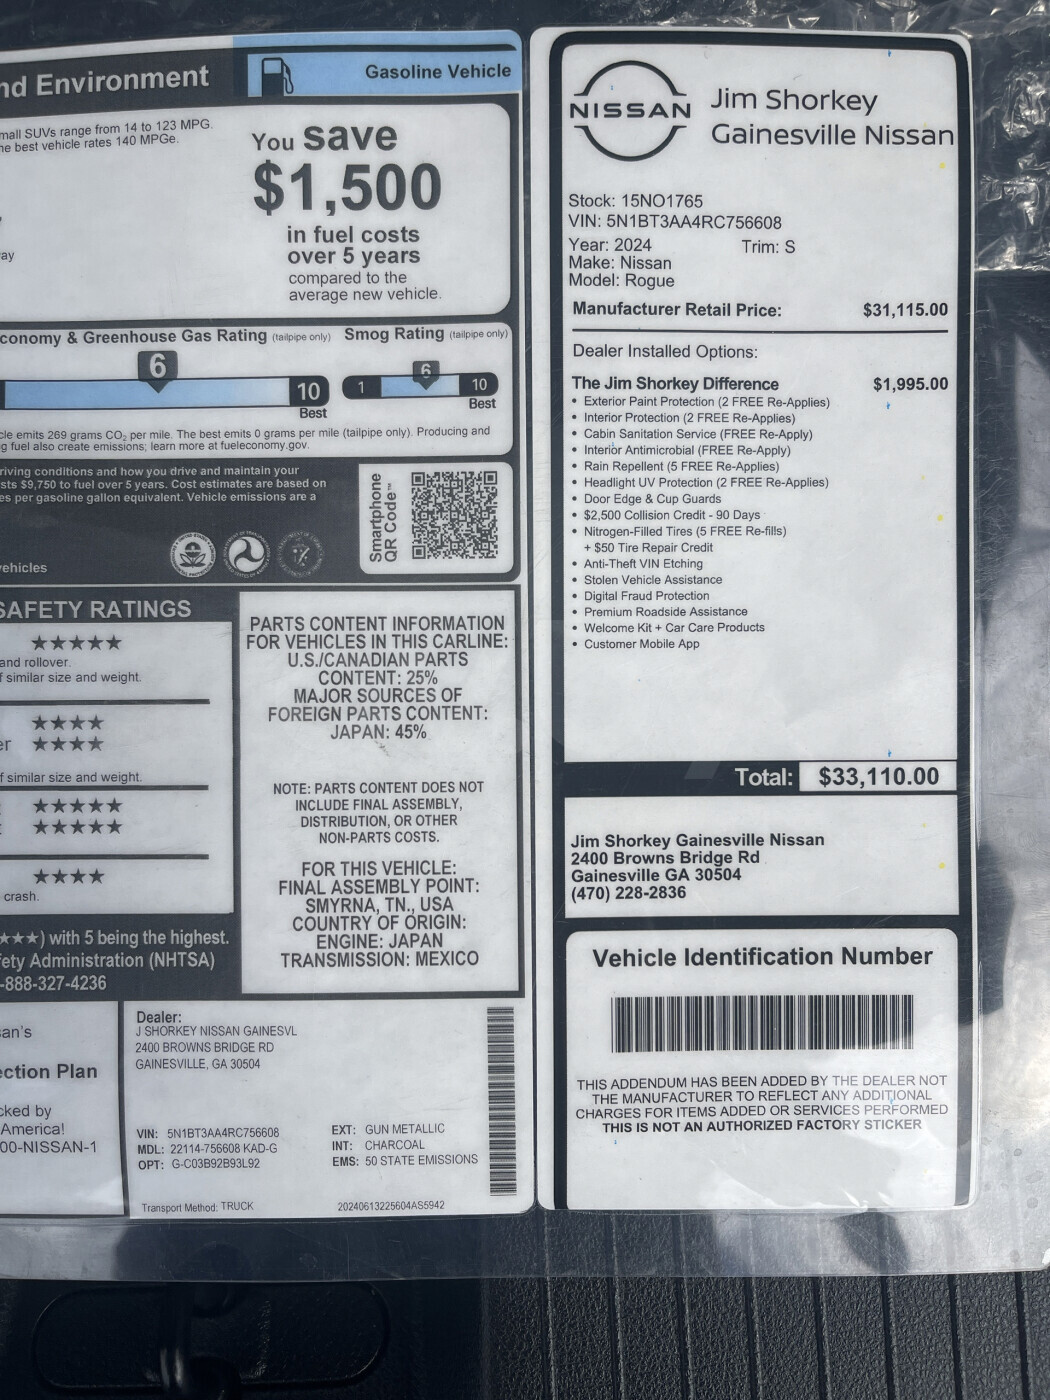 nd Environment
Gasoline Vehicle
mall SUVs range from 14 to 123 MPG.
he best vehicle rates 140 MPGe.
You save
$1,500
in fuel costs
over 5 years
compared to the
average new vehicle.
ay
conomy & Greenhouse Gas Rating (tailpipe only)
Smog Rating (tailpipe only)
6
10
Best
1
6
10
Best
cle emits 269 grams CO₂ per mile. The best emits 0 grams per mile (tailpipe only). Producing and
g fuel also create emissions; learn more at fueleconomy.gov.
riving conditions and how you drive and maintain your
sts $9,750 to fuel over 5 years. Cost estimates are based on
es per gasoline gallon equivalent. Vehicle emissions are a
Smartphone
QR Code™
vehicles
SAFETY RATINGS
★★★★★
and rollover.
f similar size and weight.
★★★★
er ★★★★
f similar size and weight.
★★★★★
★★★★★
★★★★
crash.
★★★) with 5 being the highest.
fety Administration (NHTSA)
-888-327-4236
PARTS CONTENT INFORMATION
FOR VEHICLES IN THIS CARLINE:
U.S./CANADIAN PARTS
CONTENT: 25%
MAJOR SOURCES OF
FOREIGN PARTS CONTENT:
JAPAN: 45%
NOTE: PARTS CONTENT DOES NOT
INCLUDE FINAL ASSEMBLY,
DISTRIBUTION, OR OTHER
NON-PARTS COSTS.
FOR THIS VEHICLE:
FINAL ASSEMBLY POINT:
SMYRNA, TN., USA
COUNTRY OF ORIGIN:
ENGINE: JAPAN
TRANSMISSION: MEXICO
san's
ection Plan
cked by
America!
00-NISSAN-1
Dealer:
J SHORKEY NISSAN GAINESVL
2400 BROWNS BRIDGE RD
GAINESVILLE, GA 30504
VIN: 5N1BT3AA4RC756608
MDL: 22114-756608 KAD-G
OPT: G-C03B92B93L92
EXT: GUN METALLIC
INT: CHARCOAL
EMS: 50 STATE EMISSIONS
Transport Method: TRUCK
20240613225604AS5942
NISSAN
Jim Shorkey
Gainesville Nissan
Stock: 15NO1765
VIN: 5N1BT3AA4RC756608
Year: 2024 Trim: S
Make: Nissan
Model: Rogue
Manufacturer Retail Price: $31,115.00
Dealer Installed Options:
The Jim Shorkey Difference $1,995.00
• Exterior Paint Protection (2 FREE Re-Applies)
• Interior Protection (2 FREE Re-Applies)
• Cabin Sanitation Service (FREE Re-Apply)
• Interior Antimicrobial (FREE Re-Apply)
• Rain Repellent (5 FREE Re-Applies)
• Headlight UV Protection (2 FREE Re-Applies)
• Door Edge & Cup Guards
• $2,500 Collision Credit - 90 Days
• Nitrogen-Filled Tires (5 FREE Re-fills)
+ $50 Tire Repair Credit
• Anti-Theft VIN Etching
• Stolen Vehicle Assistance
• Digital Fraud Protection
• Premium Roadside Assistance
• Welcome Kit + Car Care Products
• Customer Mobile App
Total: $33,110.00
Jim Shorkey Gainesville Nissan
2400 Browns Bridge Rd
Gainesville GA 30504
(470) 228-2836
Vehicle Identification Number
THIS ADDENDUM HAS BEEN ADDED BY THE DEALER NOT
THE MANUFACTURER TO REFLECT ANY ADDITIONAL
CHARGES FOR ITEMS ADDED OR SERVICES PERFORMED
THIS IS NOT AN AUTHORIZED FACTORY STICKER